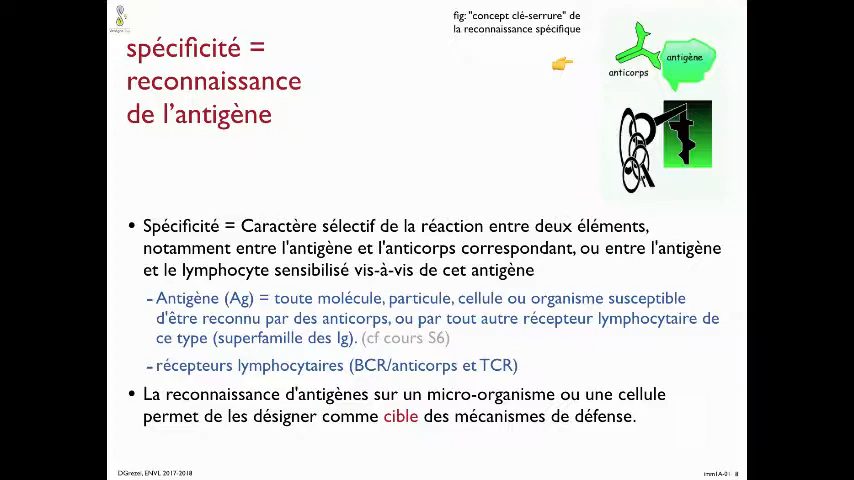 fig: "concept clé-serrure" de
la reconnaissance spécifique
spécificité =
reconnaissance
de l’antigène
antigène
anticorps
• Spécificité = Caractère sélectif de la réaction entre deux éléments,
notamment entre l'antigène et l'anticorps correspondant, ou entre l'antigène
et le lymphocyte sensibilisé vis-à-vis de cet antigène
- Antigène (Ag) = toute molécule, particule, cellule ou organisme susceptible
d'être reconnu par des anticorps, ou par tout autre récepteur lymphocytaire de
ce type (superfamille des Ig). (cf cours S6)
- récepteurs lymphocytaires (BCR/anticorps et TCR)
• La reconnaissance d'antigènes sur un micro-organisme ou une cellule
permet de les désigner comme cible des mécanismes de défense.
DGrezel, ENVL 2017-2018
imm1A-01 8